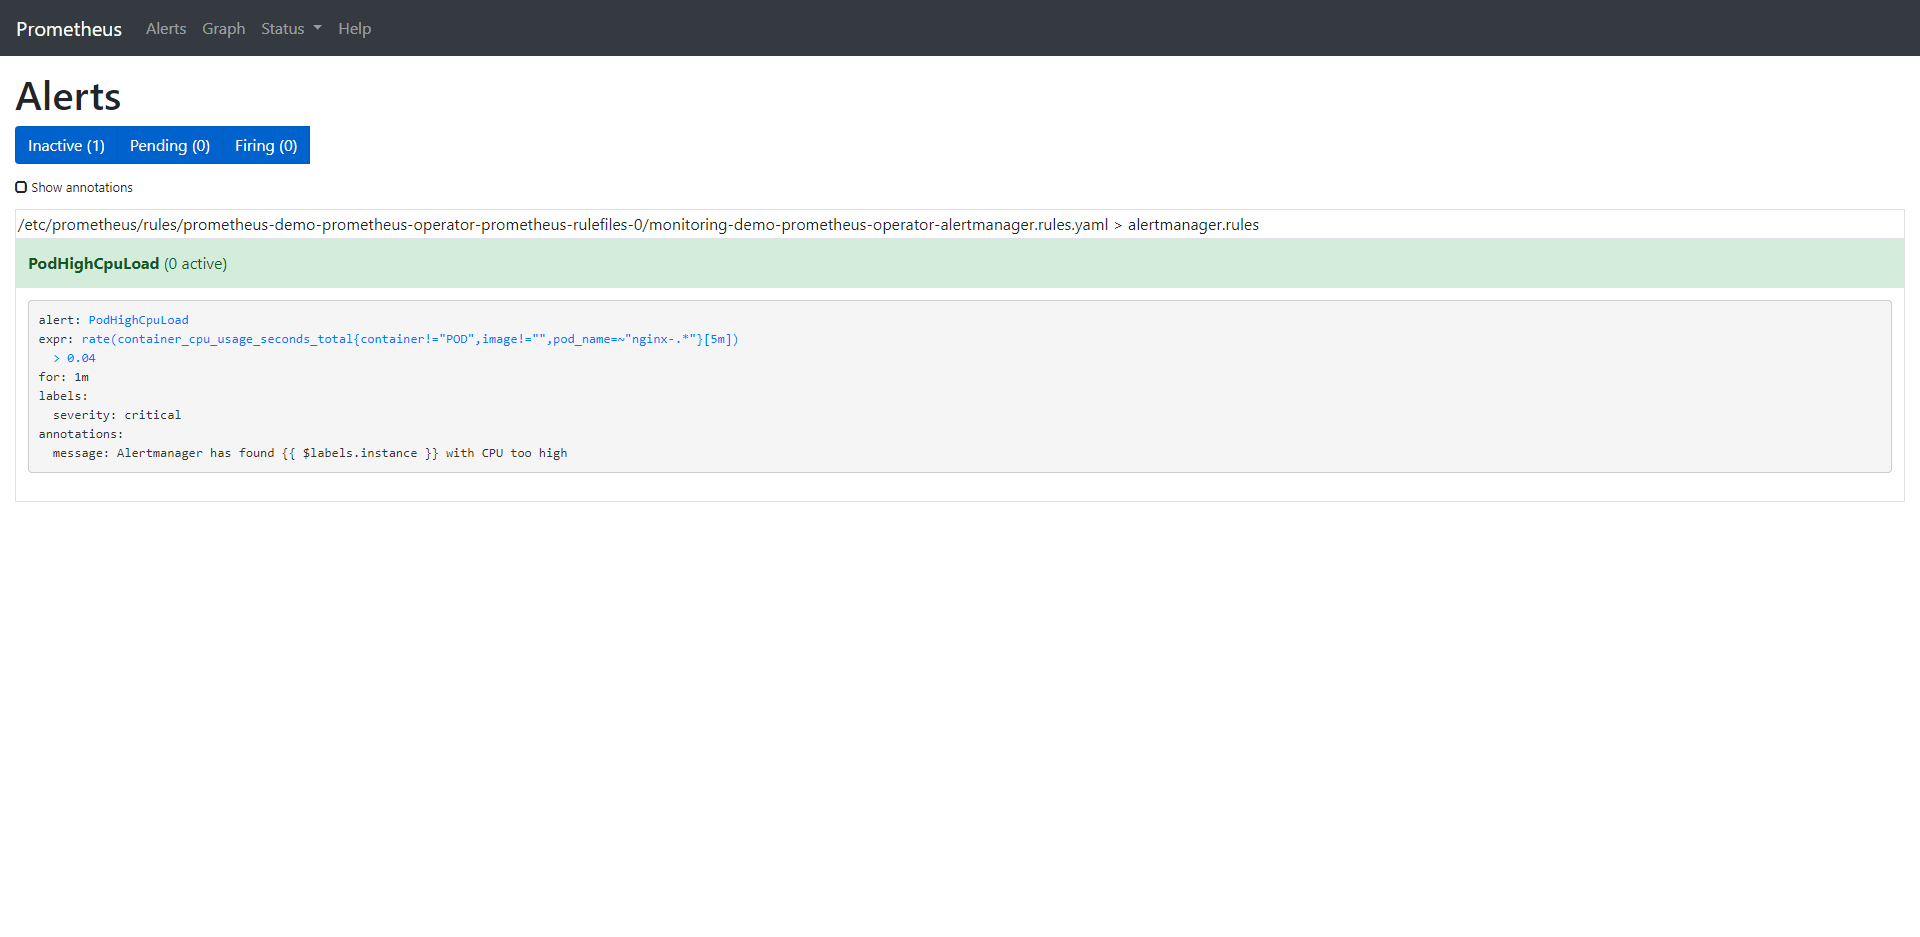 Prometheus Alerts Graph Status Help
Alerts
Inactive (1) Pending (0) Firing (0)
Show annotations
/etc/prometheus/rules/prometheus-demo-prometheus-operator-prometheus-rulefiles-0/monitoring-demo-prometheus-operator-alertmanager.rules.yaml > alertmanager.rules
PodHighCpuLoad (0 active)
alert: PodHighCpuLoad
expr: rate(container_cpu_usage_seconds_total{container!="POD",image!="",pod_name=~"nginx-.*"}[5m])
  > 0.04
for: 1m
labels:
  severity: critical
annotations:
  message: Alertmanager has found {{ $labels.instance }} with CPU too high